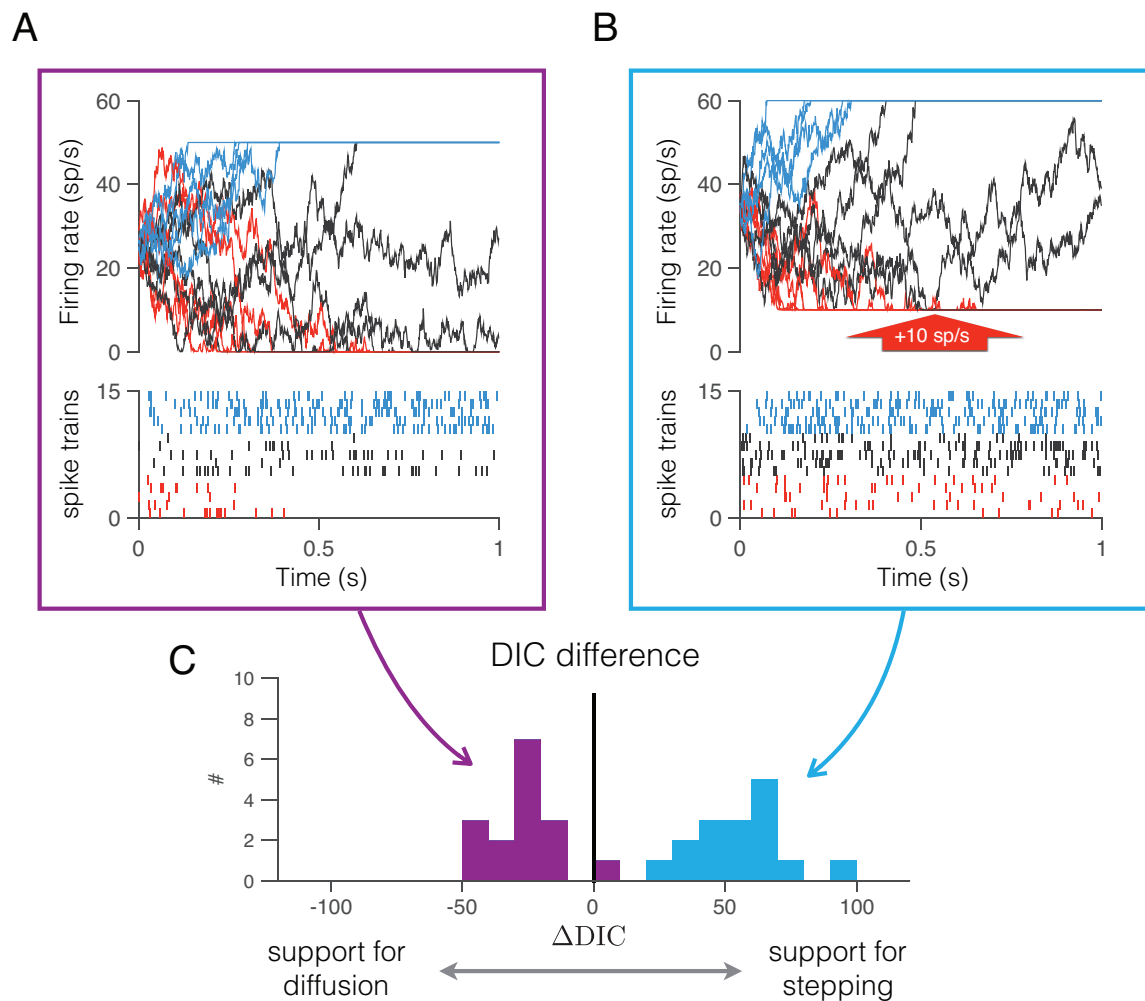 A
B
60
40
20
0
Firing rate (sp/s)
15
0
spike trains
0
0.5
1
Time (s)
60
40
20
0
Firing rate (sp/s)
+10 sp/s
15
0
spike trains
0
0.5
1
Time (s)
C
DIC difference
10
8
6
4
2
0
#
-100
-50
0
50
100
ΔDIC
support for
diffusion
support for
stepping